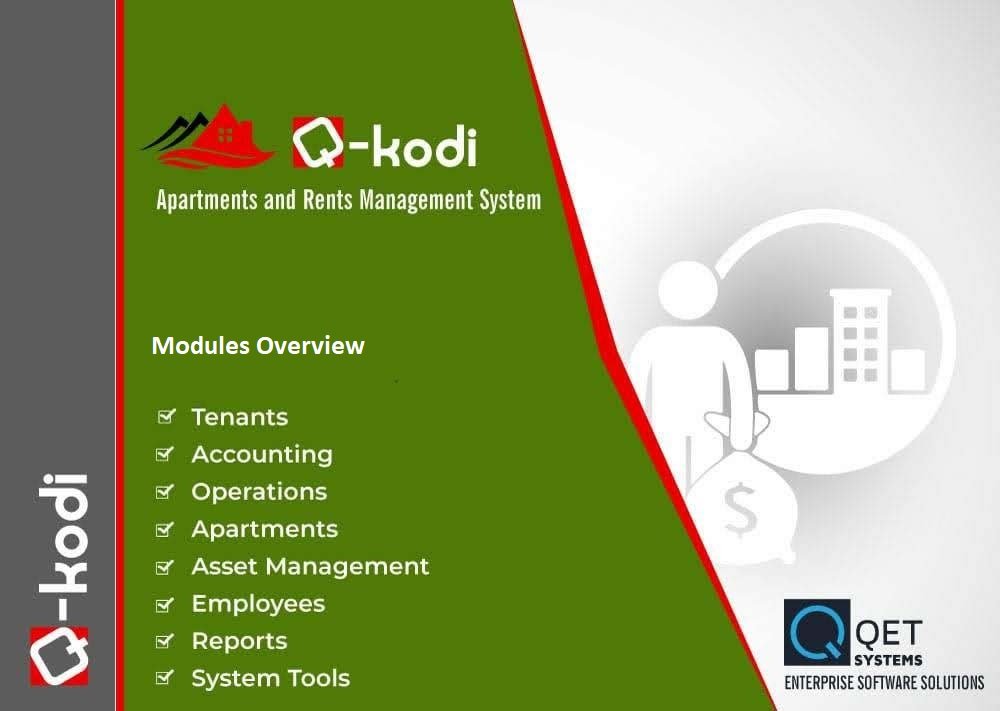 Q-kodi
Q-kodi
Apartments and Rents Management System
Modules Overview
Tenants
Accounting
Operations
Apartments
Asset Management
Employees
Reports
System Tools
$
QET
SYSTEMS
ENTERPRISE SOFTWARE SOLUTIONS